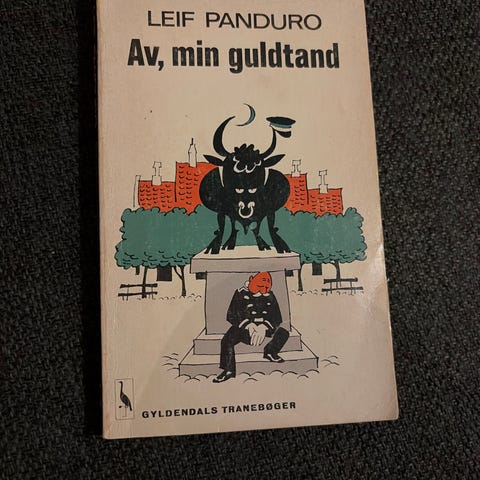 LEIF PANDURO
Av, min guldtand
GYLDENDALS TRANEBØGER